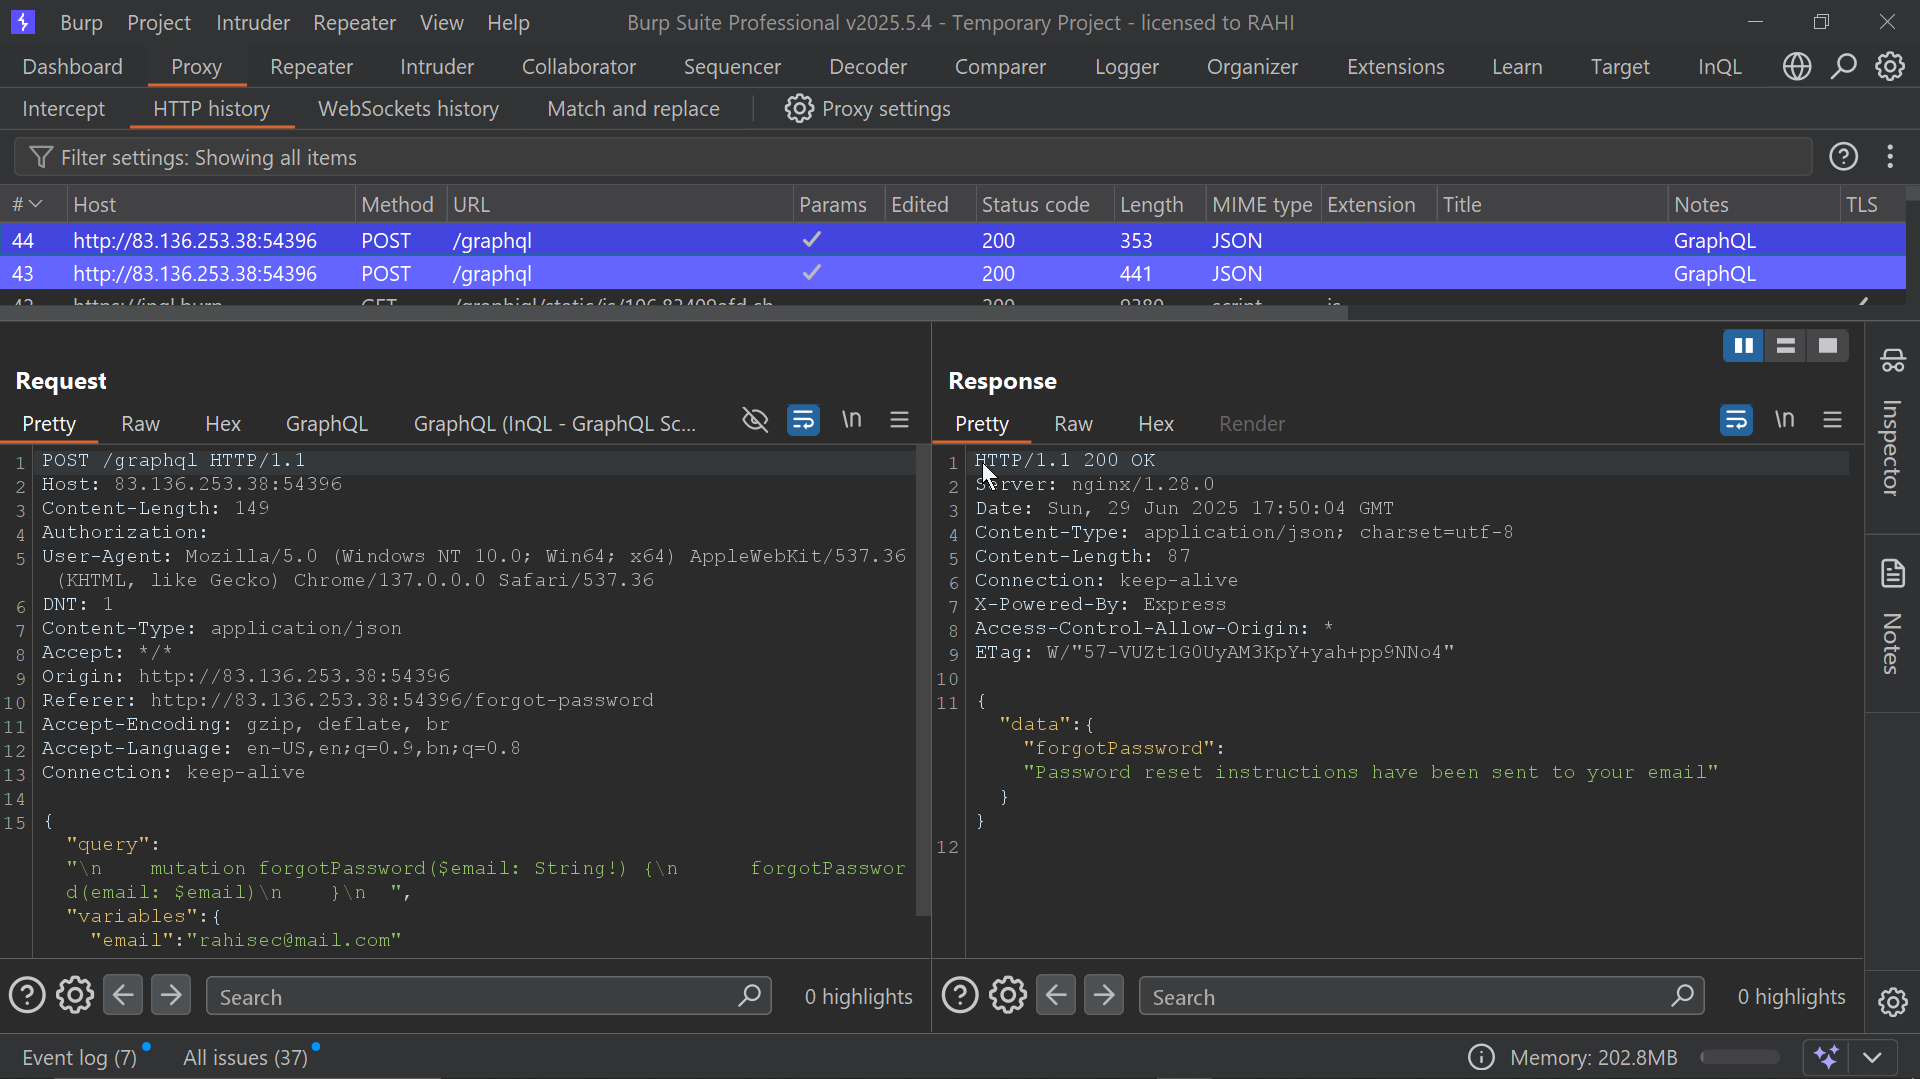 Burp Project Intruder Repeater View Help Burp Suite Professional v2025.5.4 - Temporary Project - licensed to RAHI
Dashboard Proxy Repeater Intruder Collaborator Sequencer Decoder Comparer Logger Organizer Extensions Learn Target InQL
Intercept HTTP history WebSockets history Match and replace Proxy settings
Filter settings: Showing all items
# Host Method URL Params Edited Status code Length MIME type Extension Title Notes TLS
44 http://83.136.253.38:54396 POST /graphql 200 353 JSON GraphQL
43 http://83.136.253.38:54396 POST /graphql 200 441 JSON GraphQL
Request
Pretty Raw Hex GraphQL GraphQL (InQL - GraphQL Sc... \n
1 POST /graphql HTTP/1.1
2 Host: 83.136.253.38:54396
3 Content-Length: 149
4 Authorization:
5 User-Agent: Mozilla/5.0 (Windows NT 10.0; Win64; x64) AppleWebKit/537.36
(KHTML, like Gecko) Chrome/137.0.0.0 Safari/537.36
6 DNT: 1
7 Content-Type: application/json
8 Accept: */*
9 Origin: http://83.136.253.38:54396
10 Referer: http://83.136.253.38:54396/forgot-password
11 Accept-Encoding: gzip, deflate, br
12 Accept-Language: en-US,en;q=0.9,bn;q=0.8
13 Connection: keep-alive
14
15 {
"query":
"\n    mutation forgotPassword($email: String!) {\n      forgotPasswor
d(email: $email)\n    }\n  ",
"variables":{
"email":"rahisec@mail.com"
Search 0 highlights
Response
Pretty Raw Hex Render \n
1 HTTP/1.1 200 OK
2 Server: nginx/1.28.0
3 Date: Sun, 29 Jun 2025 17:50:04 GMT
4 Content-Type: application/json; charset=utf-8
5 Content-Length: 87
6 Connection: keep-alive
7 X-Powered-By: Express
8 Access-Control-Allow-Origin: *
9 ETag: W/"57-VUZt1G0UyAM3KpY+yah+pp9NNo4"
10
11 {
"data":{
"forgotPassword":
"Password reset instructions have been sent to your email"
}
}
12
Search 0 highlights
Inspector
Notes
Event log (7) All issues (37) Memory: 202.8MB